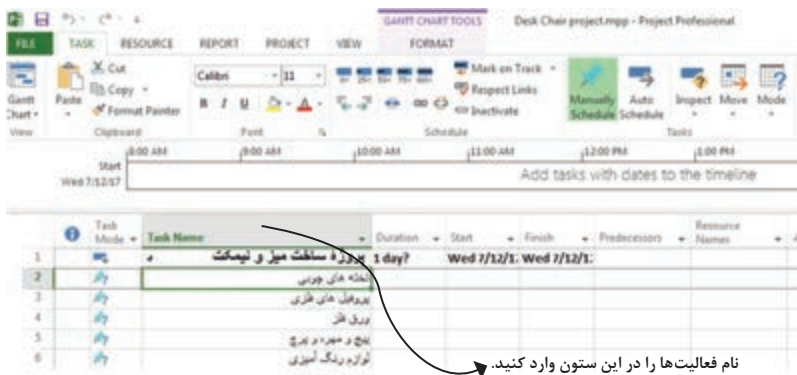 GANTT CHART TOOLS Desk Chair project.mpp - Project Professional
FILE TASK RESOURCE REPORT PROJECT VIEW FORMAT
Gantt Chart
Paste
Cut
Copy
Format Painter
Calibri 11
B I U A
Mark on Track
Respect Links
Inactivate
Manually Schedule
Auto Schedule
Inspect Move Mode
View Clipboard Font Schedule Tasks
8:00 AM 9:00 AM 10:00 AM 11:00 AM 12:00 PM 1:00 PM
Start
Wed 7/12/17
Add tasks with dates to the timeline
Task Mode Task Name Duration Start Finish Predecessors Resource Names
1 پروژه ساخت میز و نیمکت 1 day? Wed 7/12/1 Wed 7/12/1
2 تخته های چوبی
3 پروفیل های فلزی
4 ورق فلز
5 پیچ و مهره و پرچ
6 لوازم رنگ آمیزی
نام فعالیت‌ها را در این ستون وارد کنید.